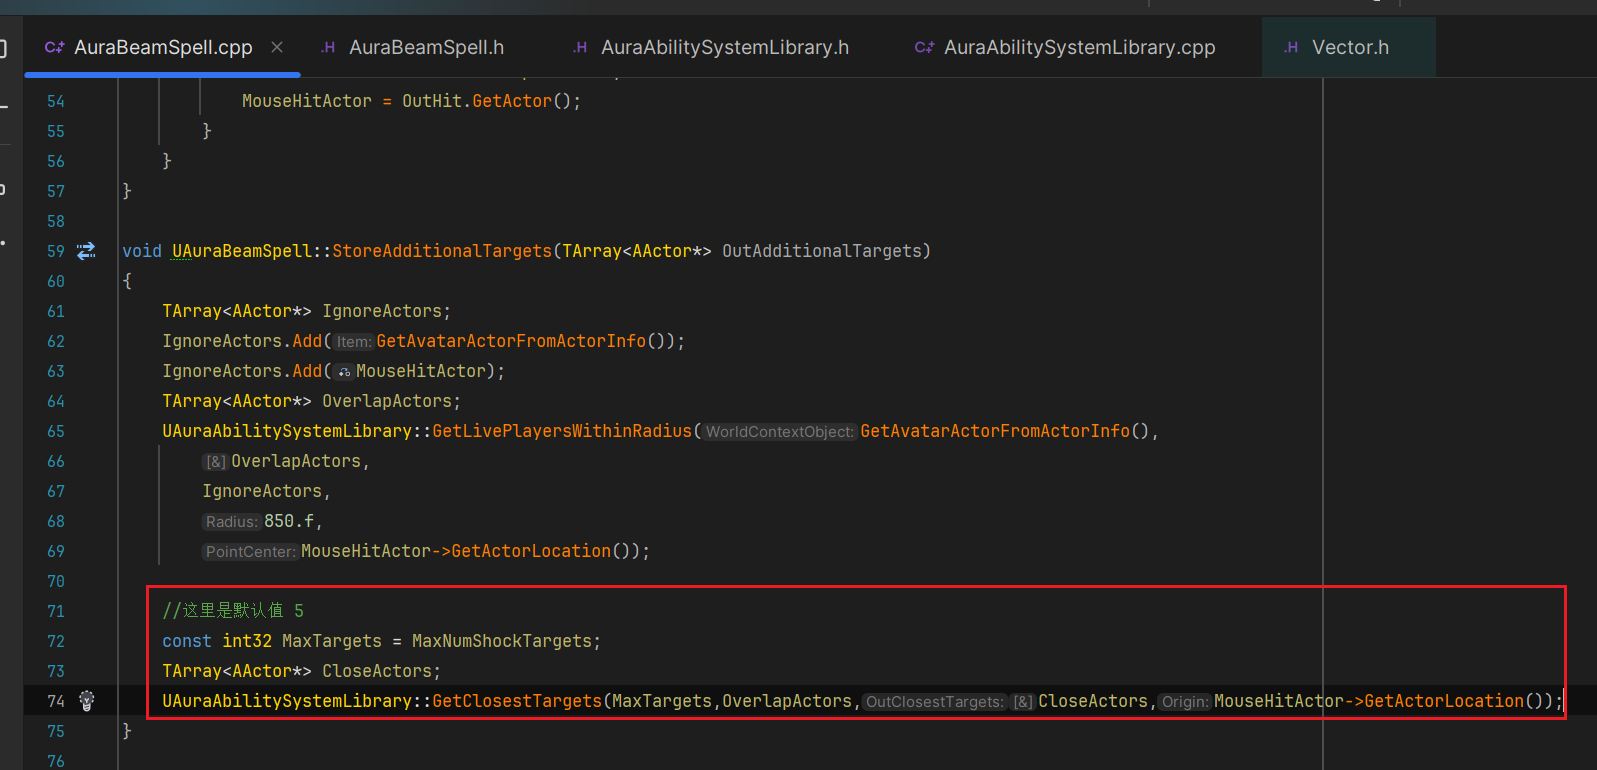 AuraBeamSpell.cpp × .H AuraBeamSpell.h .H AuraAbilitySystemLibrary.h C++ AuraAbilitySystemLibrary.cpp .H Vector.h
54 MouseHitActor = OutHit.GetActor();
55 }
56 }
57 }
58
59 void UAuraBeamSpell::StoreAdditionalTargets(TArray<AActor*> OutAdditionalTargets)
60 {
61 TArray<AActor*> IgnoreActors;
62 IgnoreActors.Add(Item: GetAvatarActorFromActorInfo());
63 IgnoreActors.Add(MouseHitActor);
64 TArray<AActor*> OverlapActors;
65 UAuraAbilitySystemLibrary::GetLivePlayersWithinRadius(WorldContextObject: GetAvatarActorFromActorInfo(),
66 [&]OverlapActors,
67 IgnoreActors,
68 Radius: 850.f,
69 PointCenter: MouseHitActor->GetActorLocation());
70
71 //这里是默认值 5
72 const int32 MaxTargets = MaxNumShockTargets;
73 TArray<AActor*> CloseActors;
74 UAuraAbilitySystemLibrary::GetClosestTargets(MaxTargets,OverlapActors,OutClosestTargets: [&]CloseActors,Origin: MouseHitActor->GetActorLocation());
75 }
76